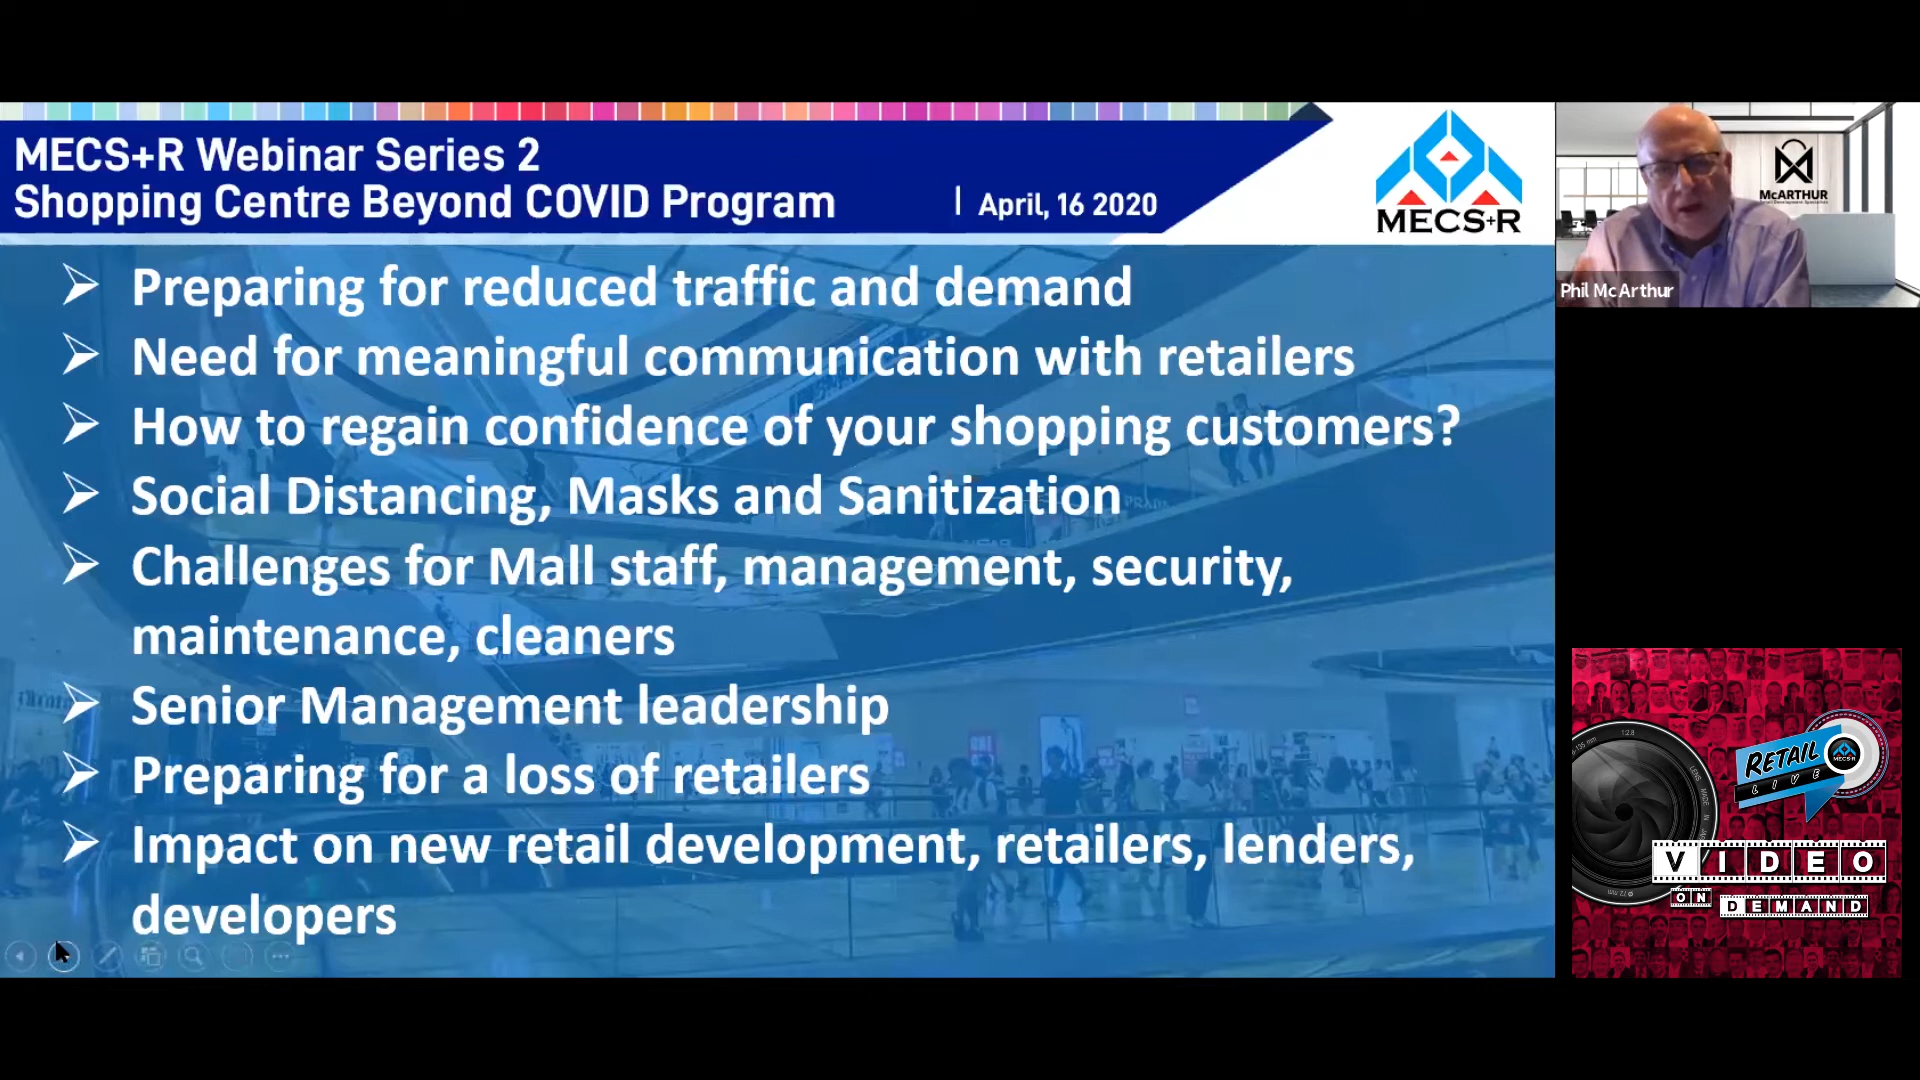 MECS+R Webinar Series 2
Shopping Centre Beyond COVID Program | April, 16 2020
MECS+R
➢ Preparing for reduced traffic and demand
➢ Need for meaningful communication with retailers
➢ How to regain confidence of your shopping customers?
➢ Social Distancing, Masks and Sanitization
➢ Challenges for Mall staff, management, security,
maintenance, cleaners
➢ Senior Management leadership
➢ Preparing for a loss of retailers
➢ Impact on new retail development, retailers, lenders,
developers
PRADA
McARTHUR
Phil McArthur
RETAIL
LIVE
MECS+R
VIDEO
ON DEMAND